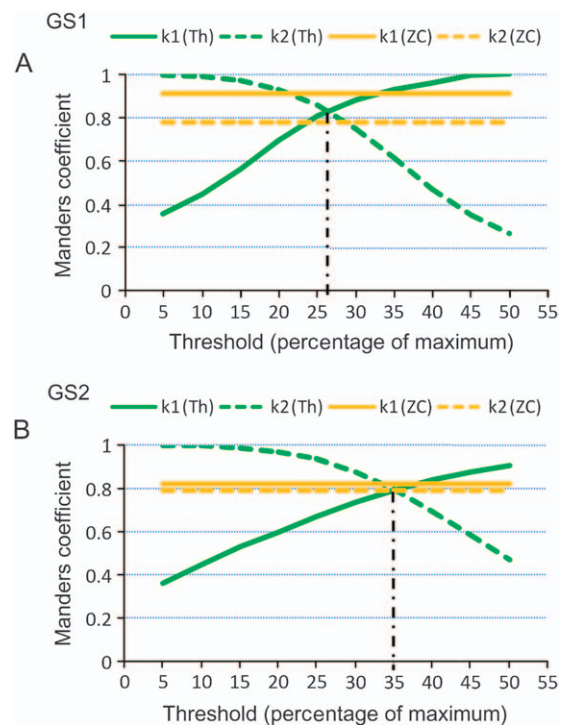 GS1
k1(Th) k2(Th) k1(ZC) k2(ZC)
A
Manders coefficient
1
0.8
0.6
0.4
0.2
0
0 5 10 15 20 25 30 35 40 45 50 55
Threshold (percentage of maximum)
GS2
k1(Th) k2(Th) k1(ZC) k2(ZC)
B
Manders coefficient
1
0.8
0.6
0.4
0.2
0
0 5 10 15 20 25 30 35 40 45 50 55
Threshold (percentage of maximum)